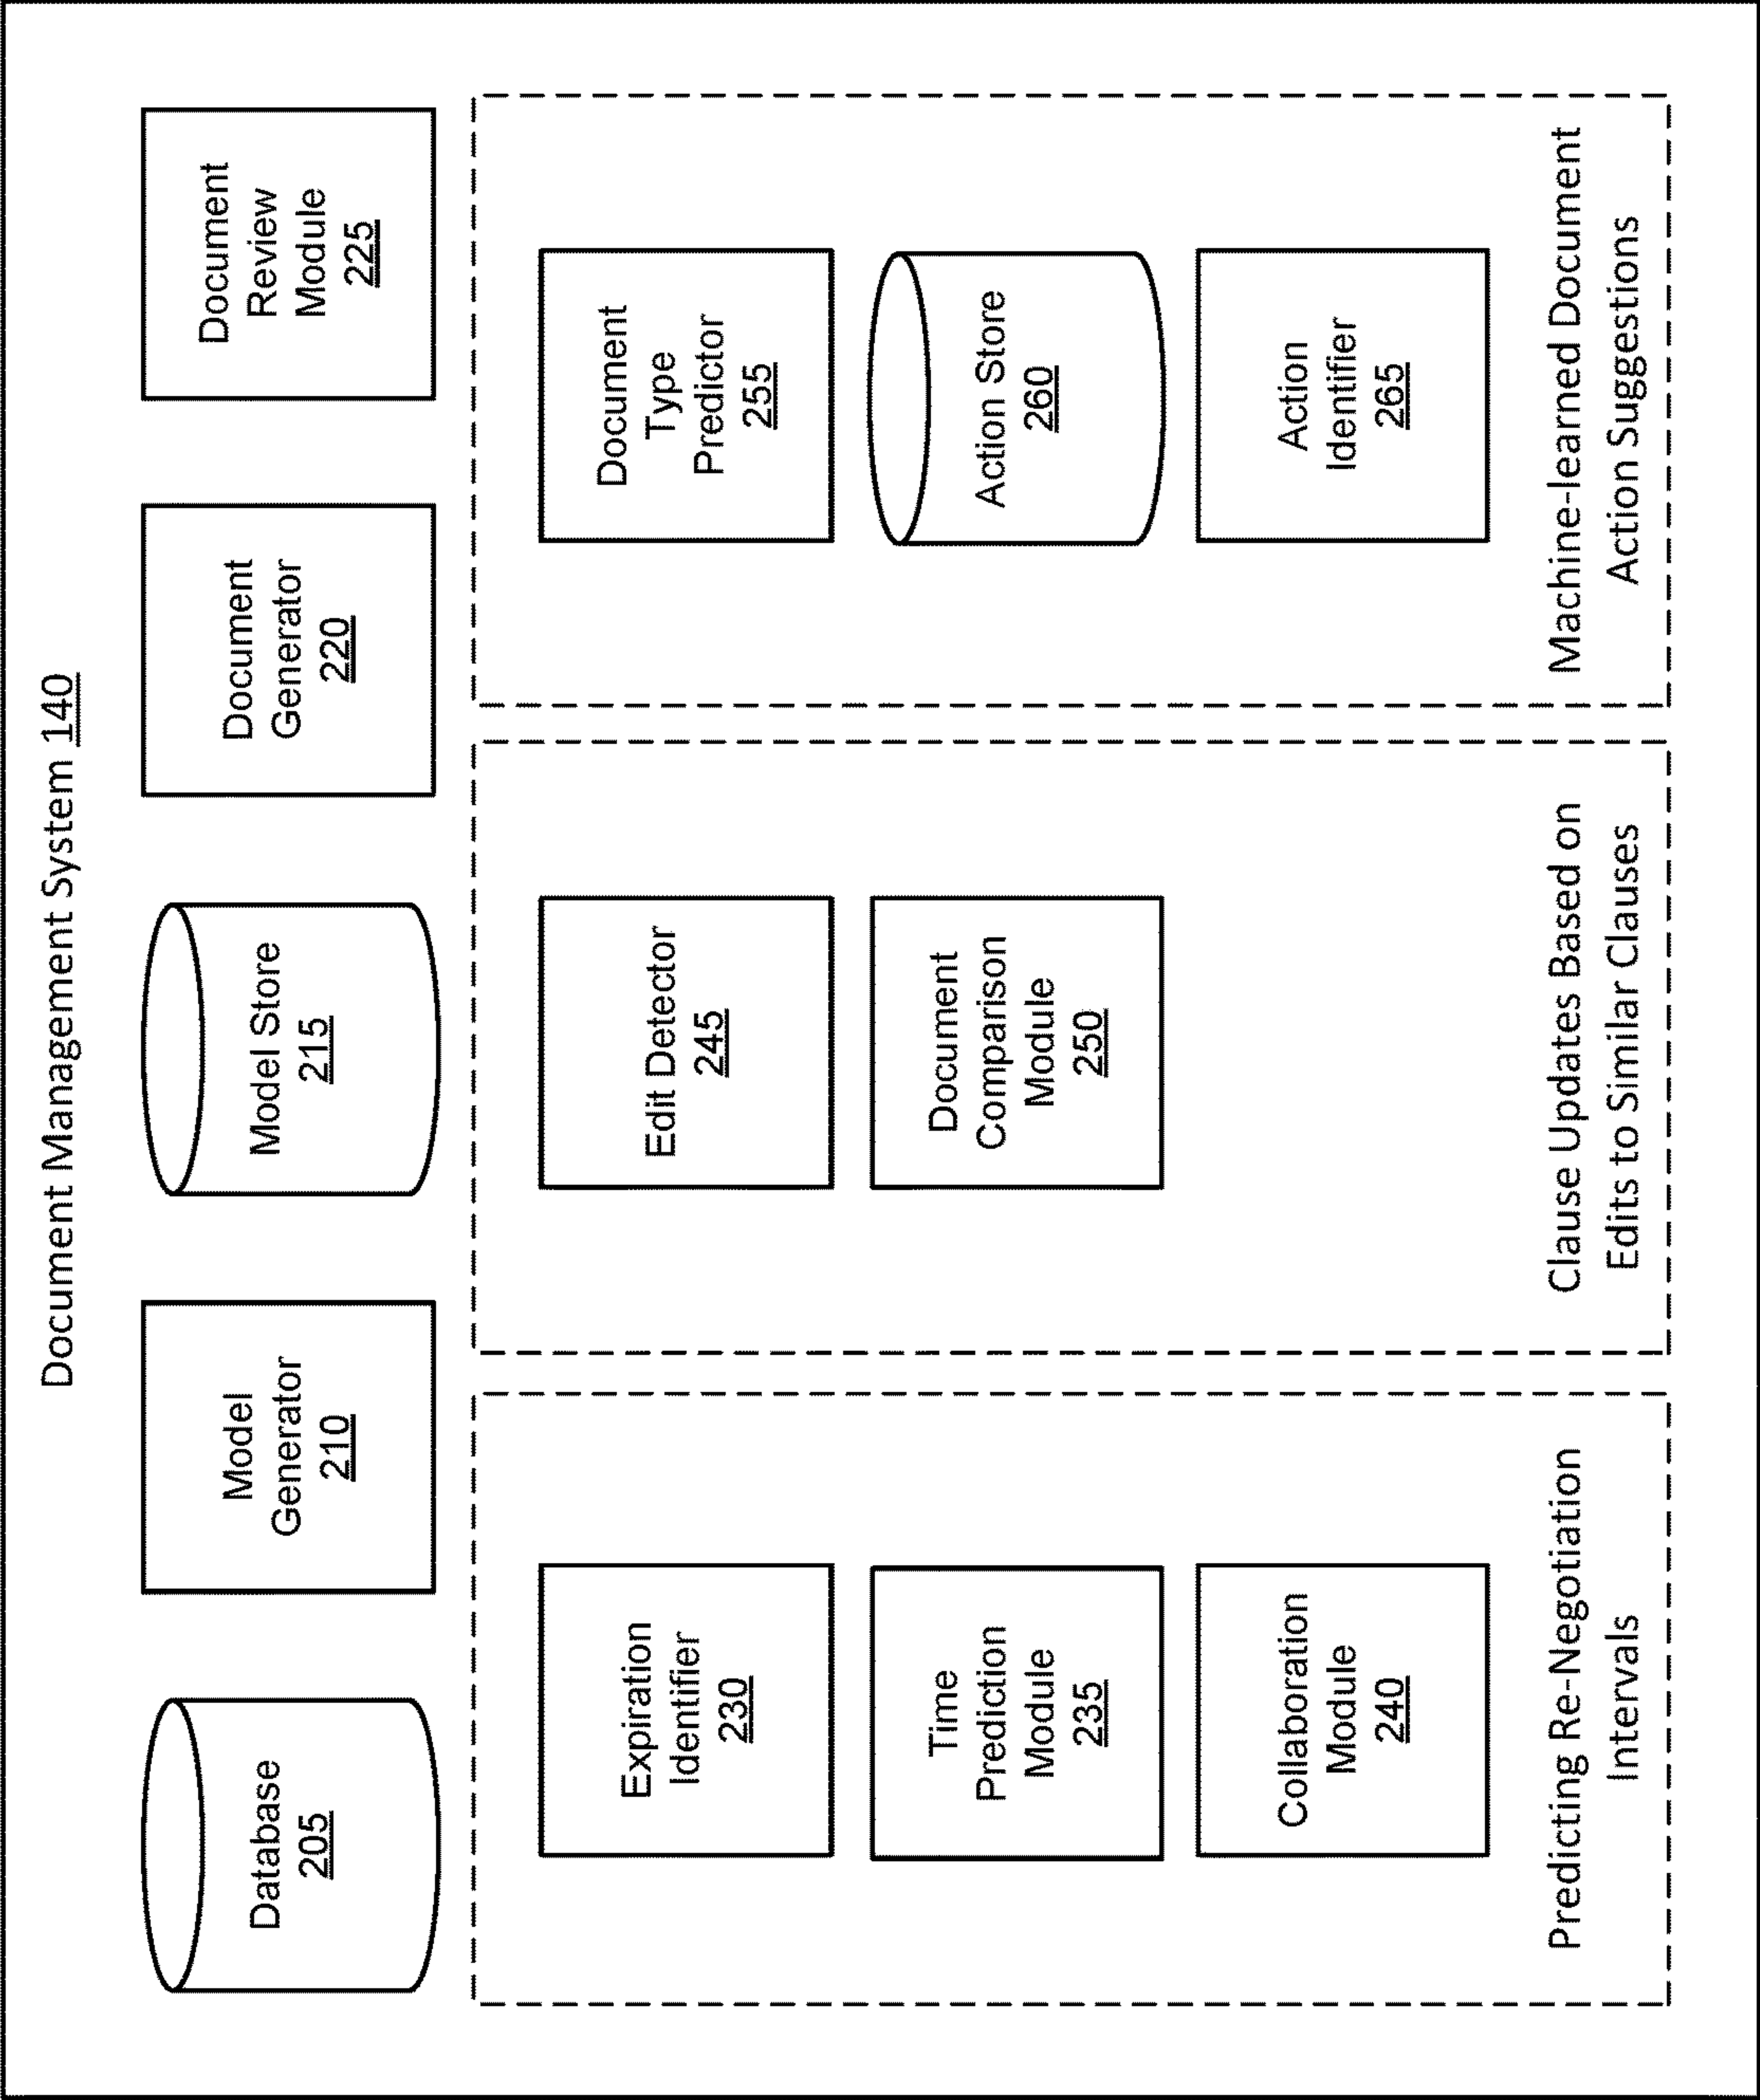 Document Management System 140
Database
205
Model
Generator
210
Model Store
215
Document
Generator
220
Document
Review
Module
225
Expiration
Identifier
230
Time
Prediction
Module
235
Collaboration
Module
240
Predicting Re-Negotiation
Intervals
Edit Detector
245
Document
Comparison
Module
250
Clause Updates Based on
Edits to Similar Clauses
Document
Type
Predictor
255
Action Store
260
Action
Identifier
265
Machine-learned Document
Action Suggestions